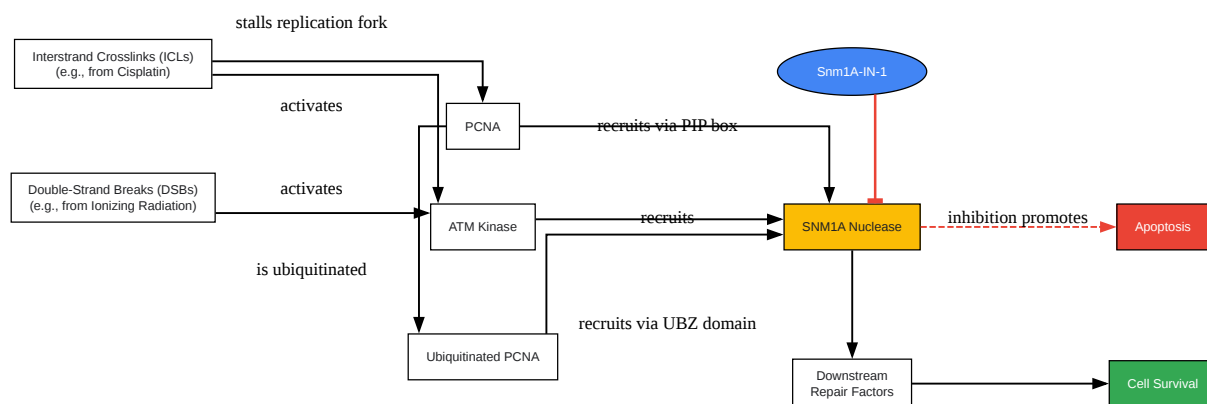 stalls replication fork
Interstrand Crosslinks (ICLs)
(e.g., from Cisplatin)
Snm1A-IN-1
activates
PCNA
recruits via PIP box
Double-Strand Breaks (DSBs)
(e.g., from Ionizing Radiation)
activates
ATM Kinase
recruits
SNM1A Nuclease
inhibition promotes
Apoptosis
is ubiquitinated
recruits via UBZ domain
Ubiquitinated PCNA
Downstream
Repair Factors
Cell Survival